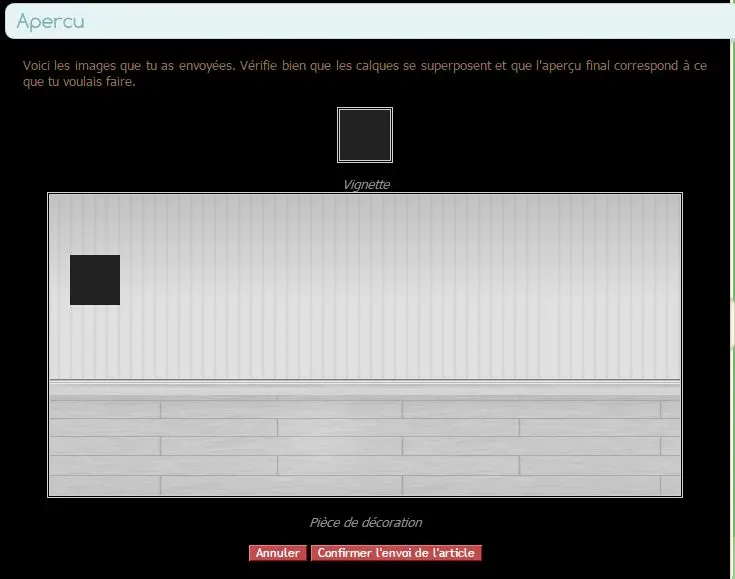 Apercu
Voici les images que tu as envoyées. Vérifie bien que les calques se superposent et que l'aperçu final correspond à ce
que tu voulais faire.
Vignette
Pièce de décoration
Annuler Confirmer l'envoi de l'article